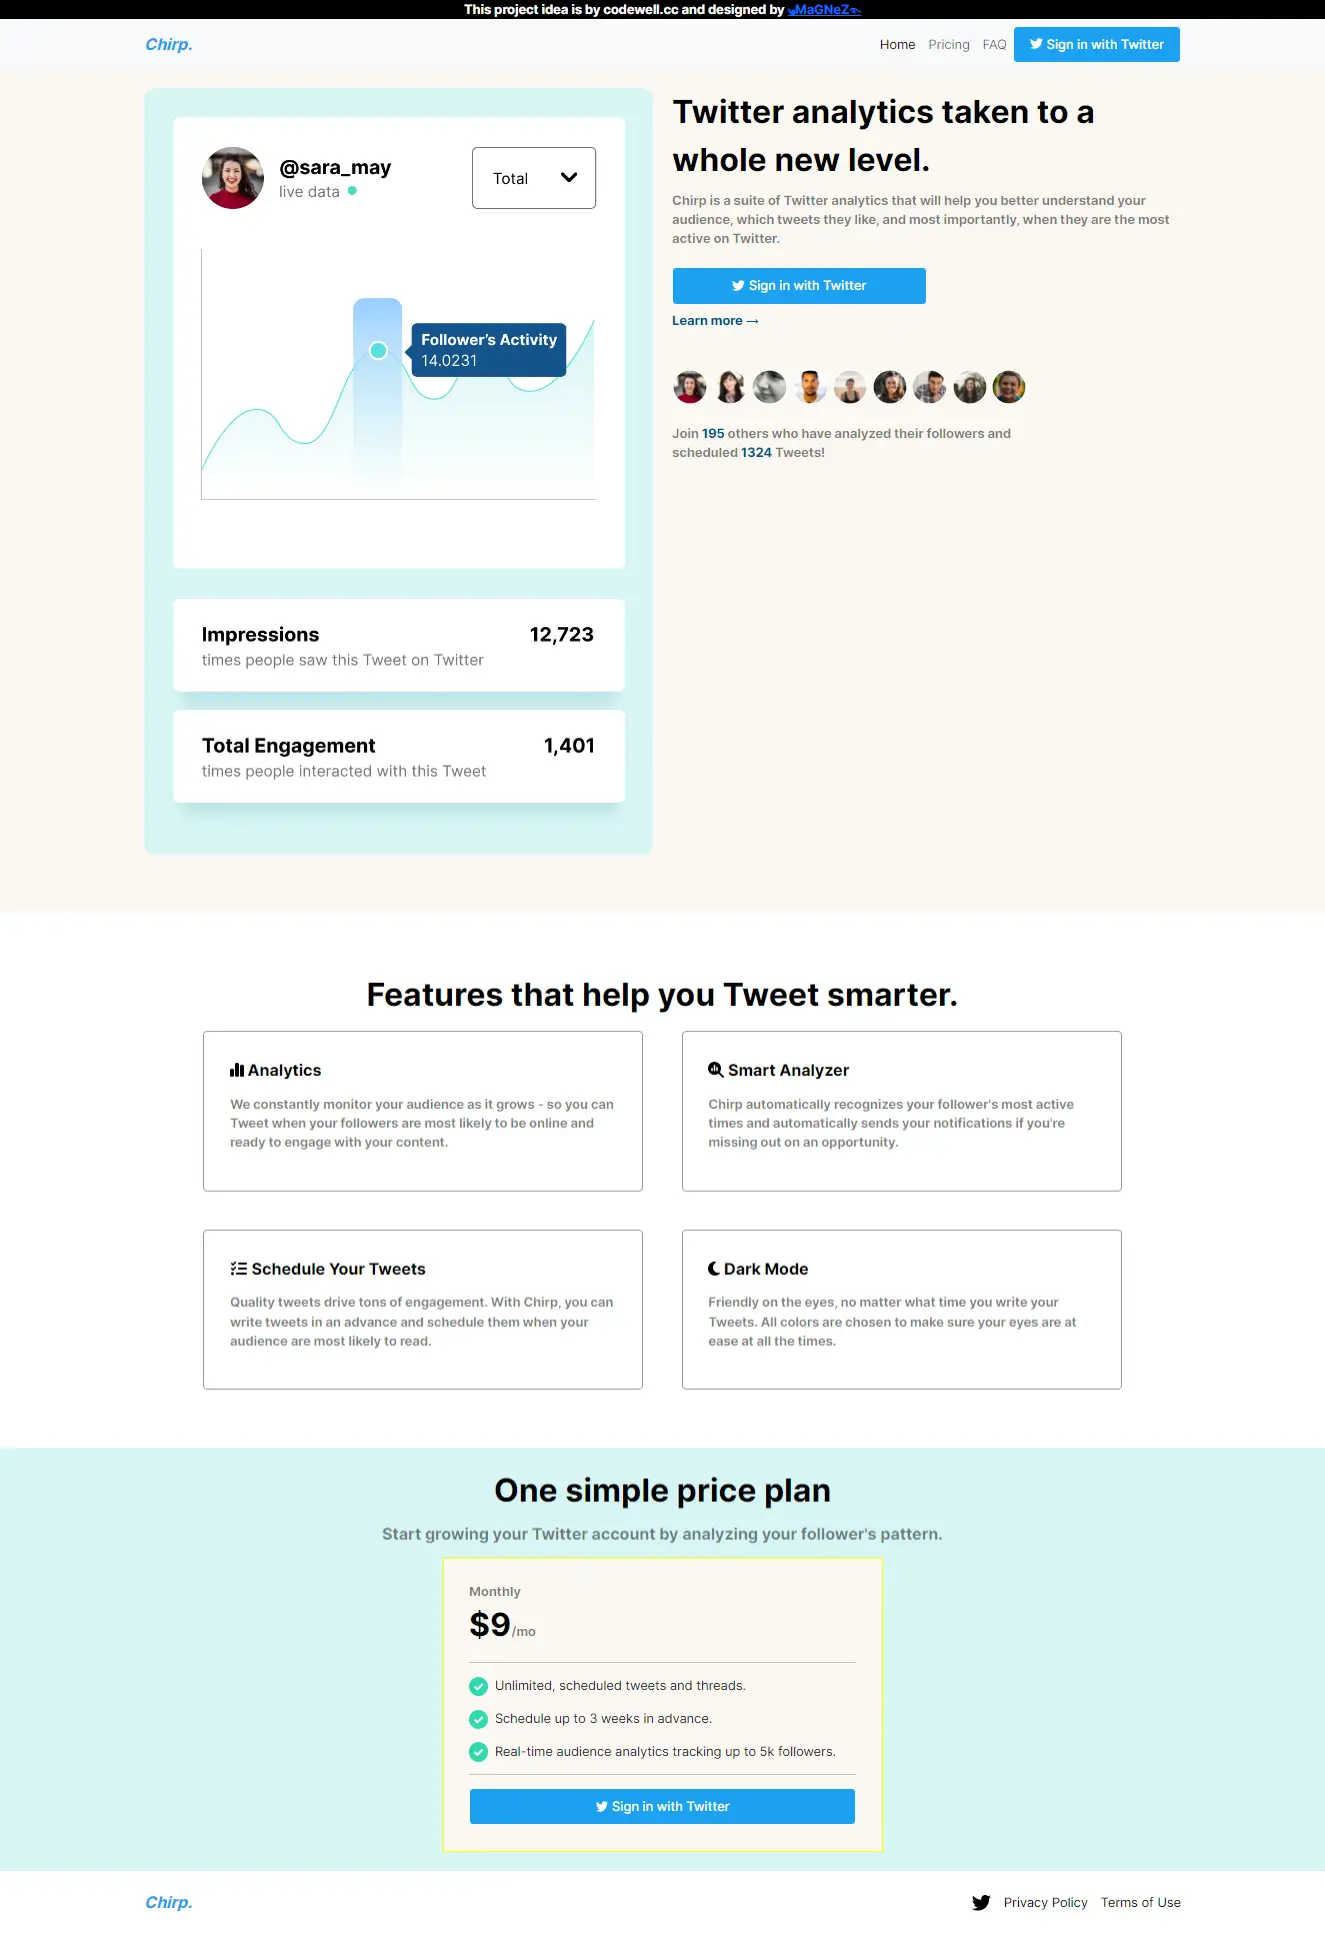 This project idea is by codewell.co and designed by MaGNeZ
Chirp.
Home Pricing FAQ Sign in with Twitter
@sara_may
live data
Total
Follower's Activity
14.0231
Impressions 12,723
times people saw this Tweet on Twitter
Total Engagement 1,401
times people interacted with this Tweet
Twitter analytics taken to a
whole new level.
Chirp is a suite of Twitter analytics that will help you better understand your
audience, which tweets they like, and most importantly, when they are the most
active on Twitter.
Sign in with Twitter
Learn more →
Join 195 others who have analyzed their followers and
scheduled 1324 Tweets!
Features that help you Tweet smarter.
Analytics
We constantly monitor your audience as it grows - so you can
Tweet when your followers are most likely to be online and
ready to engage with your content.
Smart Analyzer
Chirp automatically recognizes your follower's most active
times and automatically sends your notifications if you're
missing out on an opportunity.
Schedule Your Tweets
Quality tweets drive tons of engagement. With Chirp, you can
write tweets in an advance and schedule them when your
audience are most likely to read.
Dark Mode
Friendly on the eyes, no matter what time you write your
Tweets. All colors are chosen to make sure your eyes are at
ease at all the times.
One simple price plan
Start growing your Twitter account by analyzing your follower's pattern.
Monthly
$9/mo
Unlimited, scheduled tweets and threads.
Schedule up to 3 weeks in advance.
Real-time audience analytics tracking up to 5k followers.
Sign in with Twitter
Chirp.
Privacy Policy Terms of Use